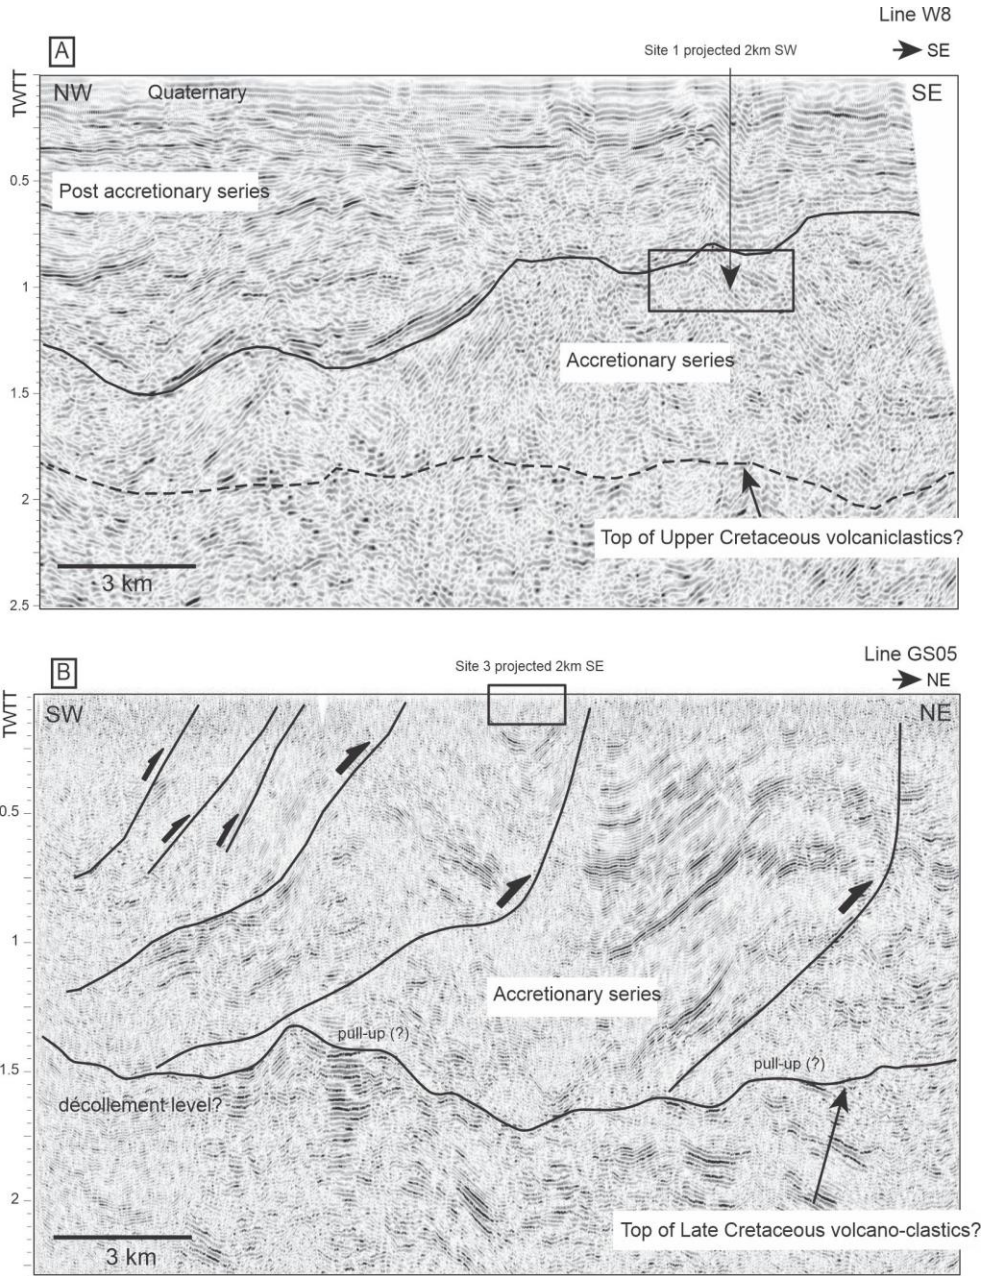 Line W8
A
Site 1 projected 2km SW
SE
TWTT
NW
Quaternary
SE
Post accretionary series
0.5
1
Accretionary series
1.5
2
Top of Upper Cretaceous volcaniclastics?
3 km
2.5
Line GS05
B
Site 3 projected 2km SE
NE
TWTT
SW
NE
0.5
1
Accretionary series
pull-up (?)
pull-up (?)
1.5
décollement level?
2
Top of Late Cretaceous volcano-clastics?
3 km